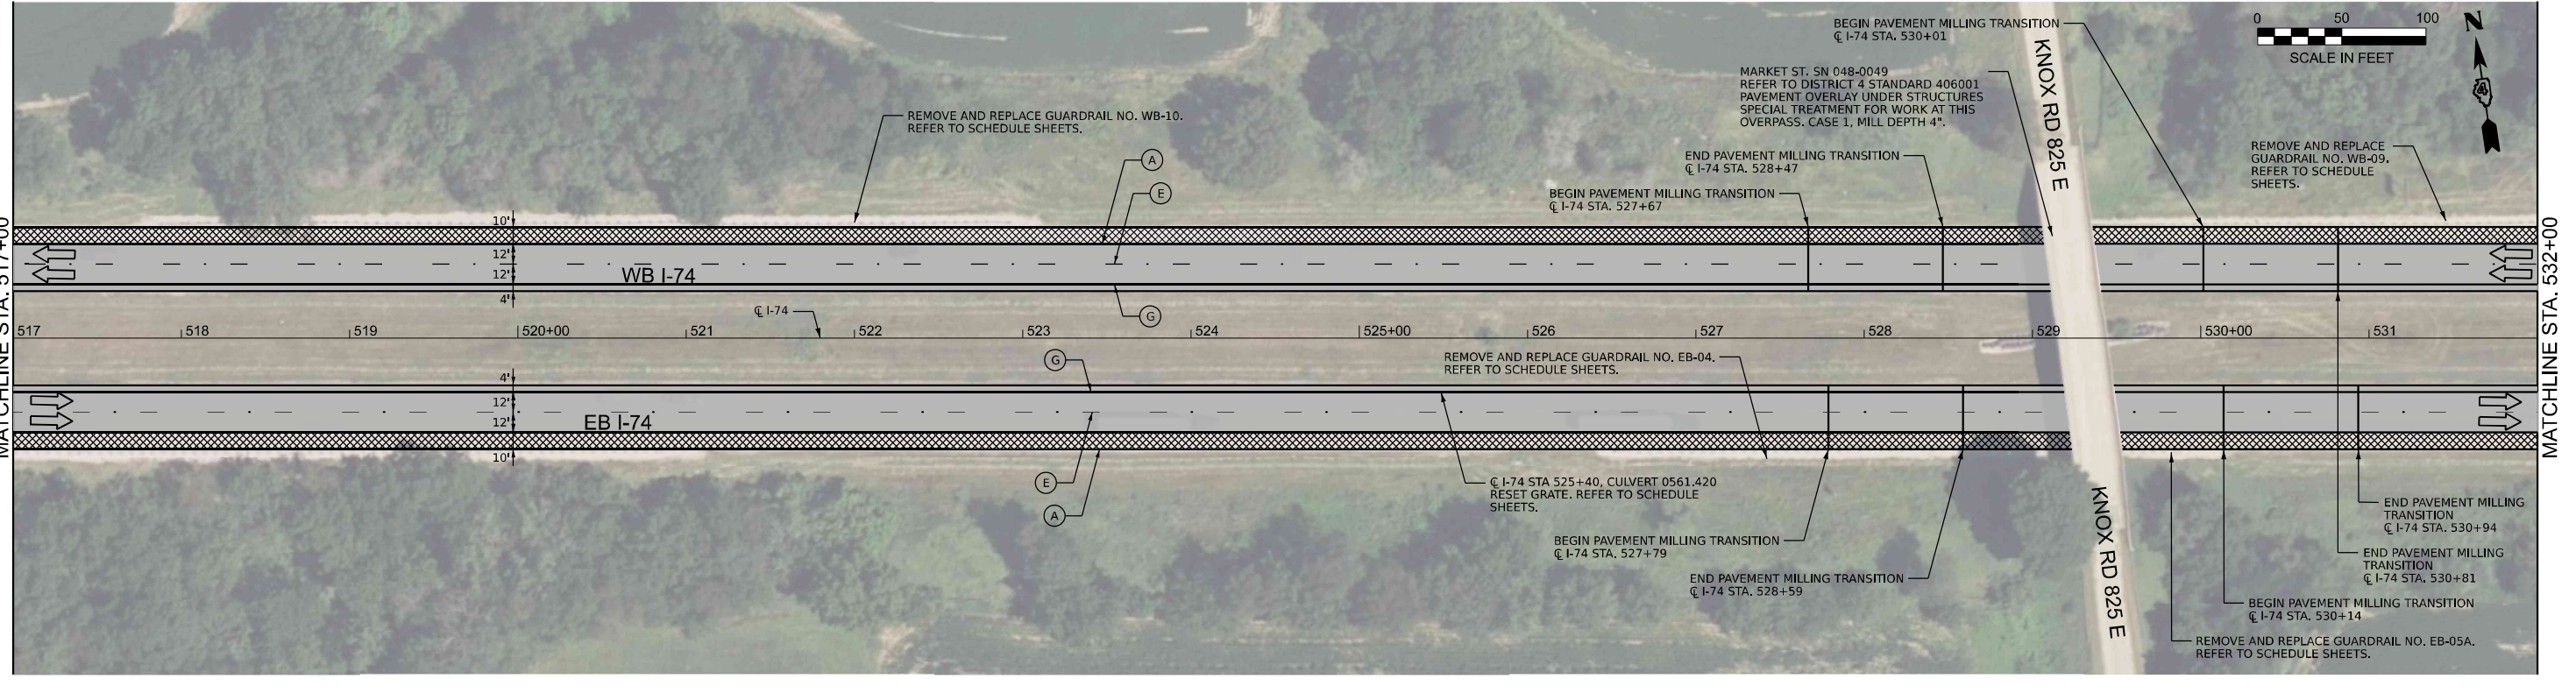 BEGIN PAVEMENT MILLING TRANSITION
℄ I-74 STA. 530+01
0 50 100
SCALE IN FEET
N
4
MARKET ST. SN 048-0049
REFER TO DISTRICT 4 STANDARD 406001
PAVEMENT OVERLAY UNDER STRUCTURES
SPECIAL TREATMENT FOR WORK AT THIS
OVERPASS. CASE 1, MILL DEPTH 4".
KNOX RD 825 E
REMOVE AND REPLACE GUARDRAIL NO. WB-10.
REFER TO SCHEDULE SHEETS.
A
E
END PAVEMENT MILLING TRANSITION
℄ I-74 STA. 528+47
BEGIN PAVEMENT MILLING TRANSITION
℄ I-74 STA. 527+67
REMOVE AND REPLACE
GUARDRAIL NO. WB-09.
REFER TO SCHEDULE
SHEETS.
MATCHLINE STA. 517+00
MATCHLINE STA. 532+00
10'
12'
12'
4'
WB I-74
G
℄ I-74
517 518 519 520+00 521 522 523 524 525+00 526 527 528 529 530+00 531
4'
12'
12'
10'
EB I-74
G
E
A
REMOVE AND REPLACE GUARDRAIL NO. EB-04.
REFER TO SCHEDULE SHEETS.
℄ I-74 STA 525+40, CULVERT 0561.420
RESET GRATE. REFER TO SCHEDULE
SHEETS.
BEGIN PAVEMENT MILLING TRANSITION
℄ I-74 STA. 527+79
END PAVEMENT MILLING TRANSITION
℄ I-74 STA. 528+59
KNOX RD 825 E
END PAVEMENT MILLING
TRANSITION
℄ I-74 STA. 530+94
END PAVEMENT MILLING
TRANSITION
℄ I-74 STA. 530+81
BEGIN PAVEMENT MILLING TRANSITION
℄ I-74 STA. 530+14
REMOVE AND REPLACE GUARDRAIL NO. EB-05A.
REFER TO SCHEDULE SHEETS.